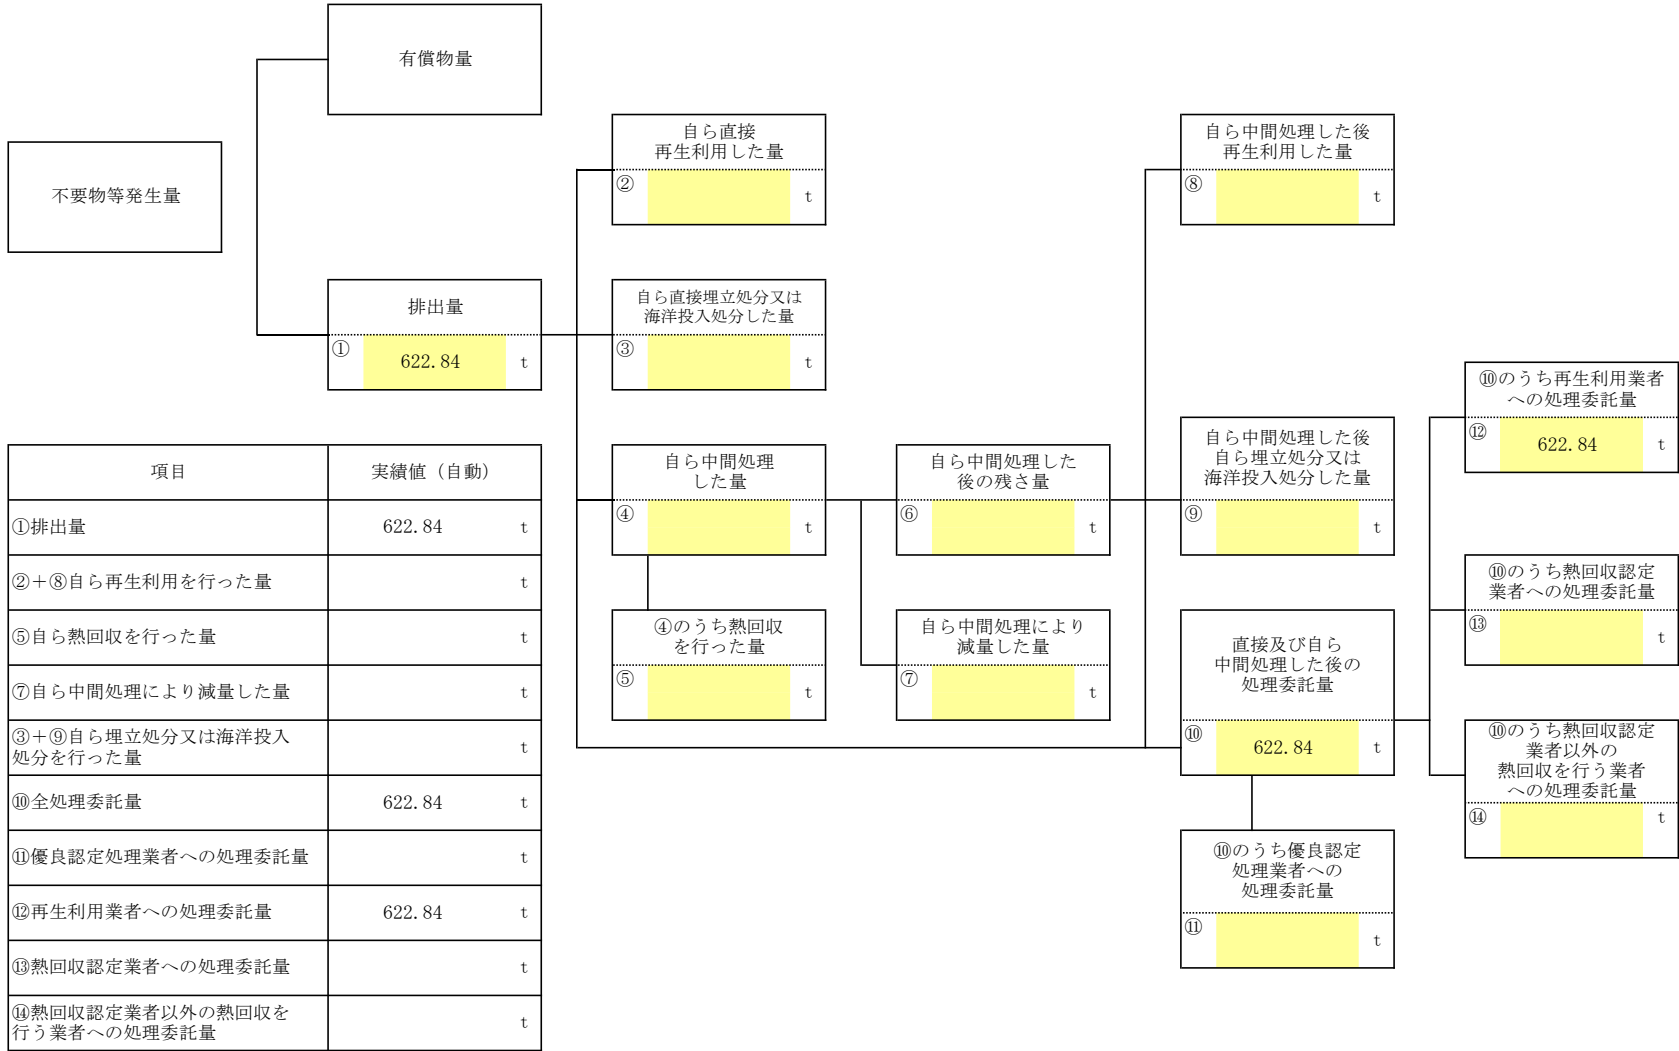 有償物量
不要物等発生量
排出量
① 622.84 t
自ら直接
再生利用した量
② t
自ら直接埋立処分又は
海洋投入処分した量
③ t
自ら中間処理
した量
④ t
④のうち熱回収
を行った量
⑤ t
自ら中間処理した
後の残さ量
⑥ t
自ら中間処理により
減量した量
⑦ t
自ら中間処理した後
再生利用した量
⑧ t
自ら中間処理した後
自ら埋立処分又は
海洋投入処分した量
⑨ t
直接及び自ら
中間処理した後の
処理委託量
⑩ 622.84 t
⑩のうち優良認定
処理業者への
処理委託量
⑪ t
⑩のうち再生利用業者
への処理委託量
⑫ 622.84 t
⑩のうち熱回収認定
業者への処理委託量
⑬ t
⑩のうち熱回収認定
業者以外の
熱回収を行う業者
への処理委託量
⑭ t
項目 実績値（自動）
①排出量 622.84 t
②＋⑧自ら再生利用を行った量 t
⑤自ら熱回収を行った量 t
⑦自ら中間処理により減量した量 t
③＋⑨自ら埋立処分又は海洋投入
処分を行った量 t
⑩全処理委託量 622.84 t
⑪優良認定処理業者への処理委託量 t
⑫再生利用業者への処理委託量 622.84 t
⑬熱回収認定業者への処理委託量 t
⑭熱回収認定業者以外の熱回収を
行う業者への処理委託量 t